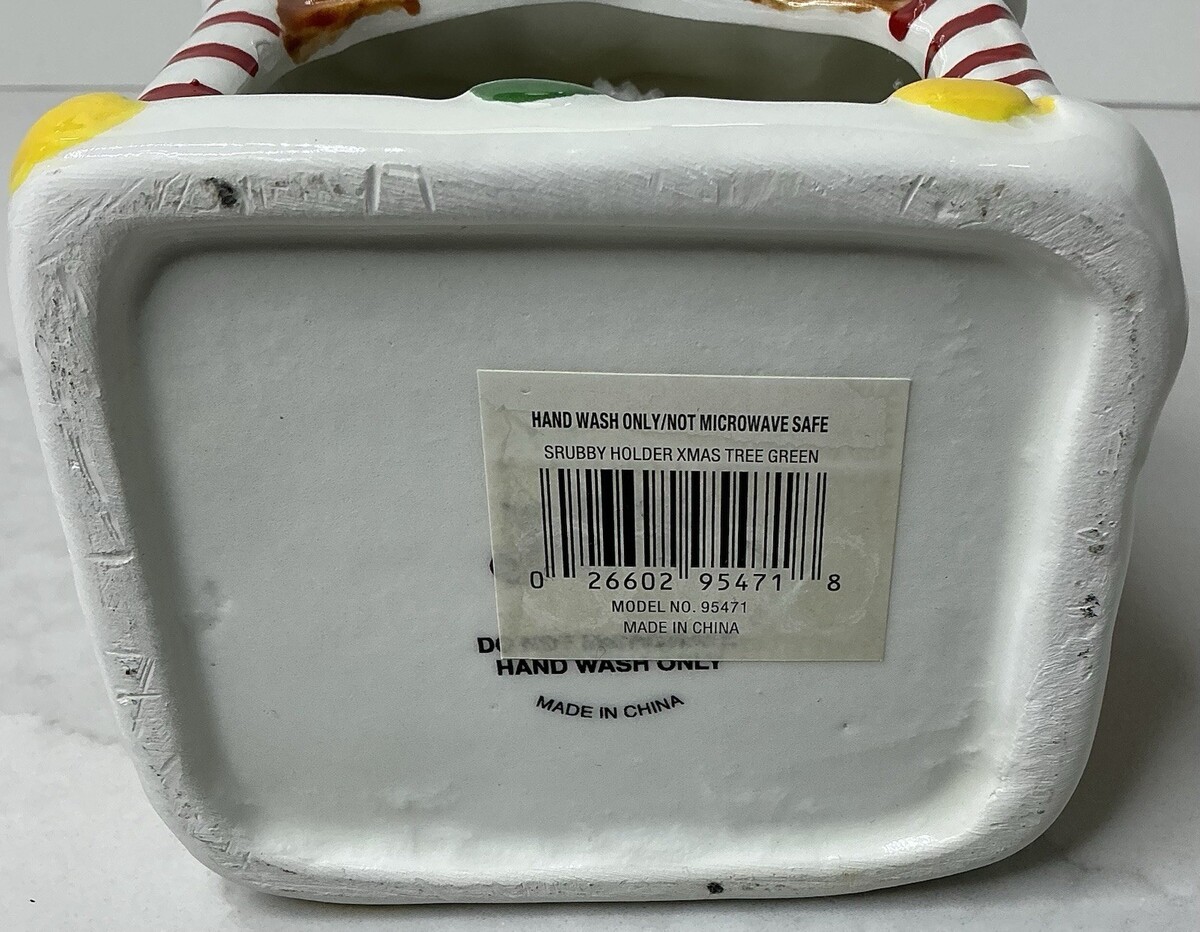 HAND WASH ONLY/NOT MICROWAVE SAFE
SRUBBY HOLDER XMAS TREE GREEN
0 26602 95471 8
MODEL NO. 95471
MADE IN CHINA
HAND WASH ONLY
MADE IN CHINA